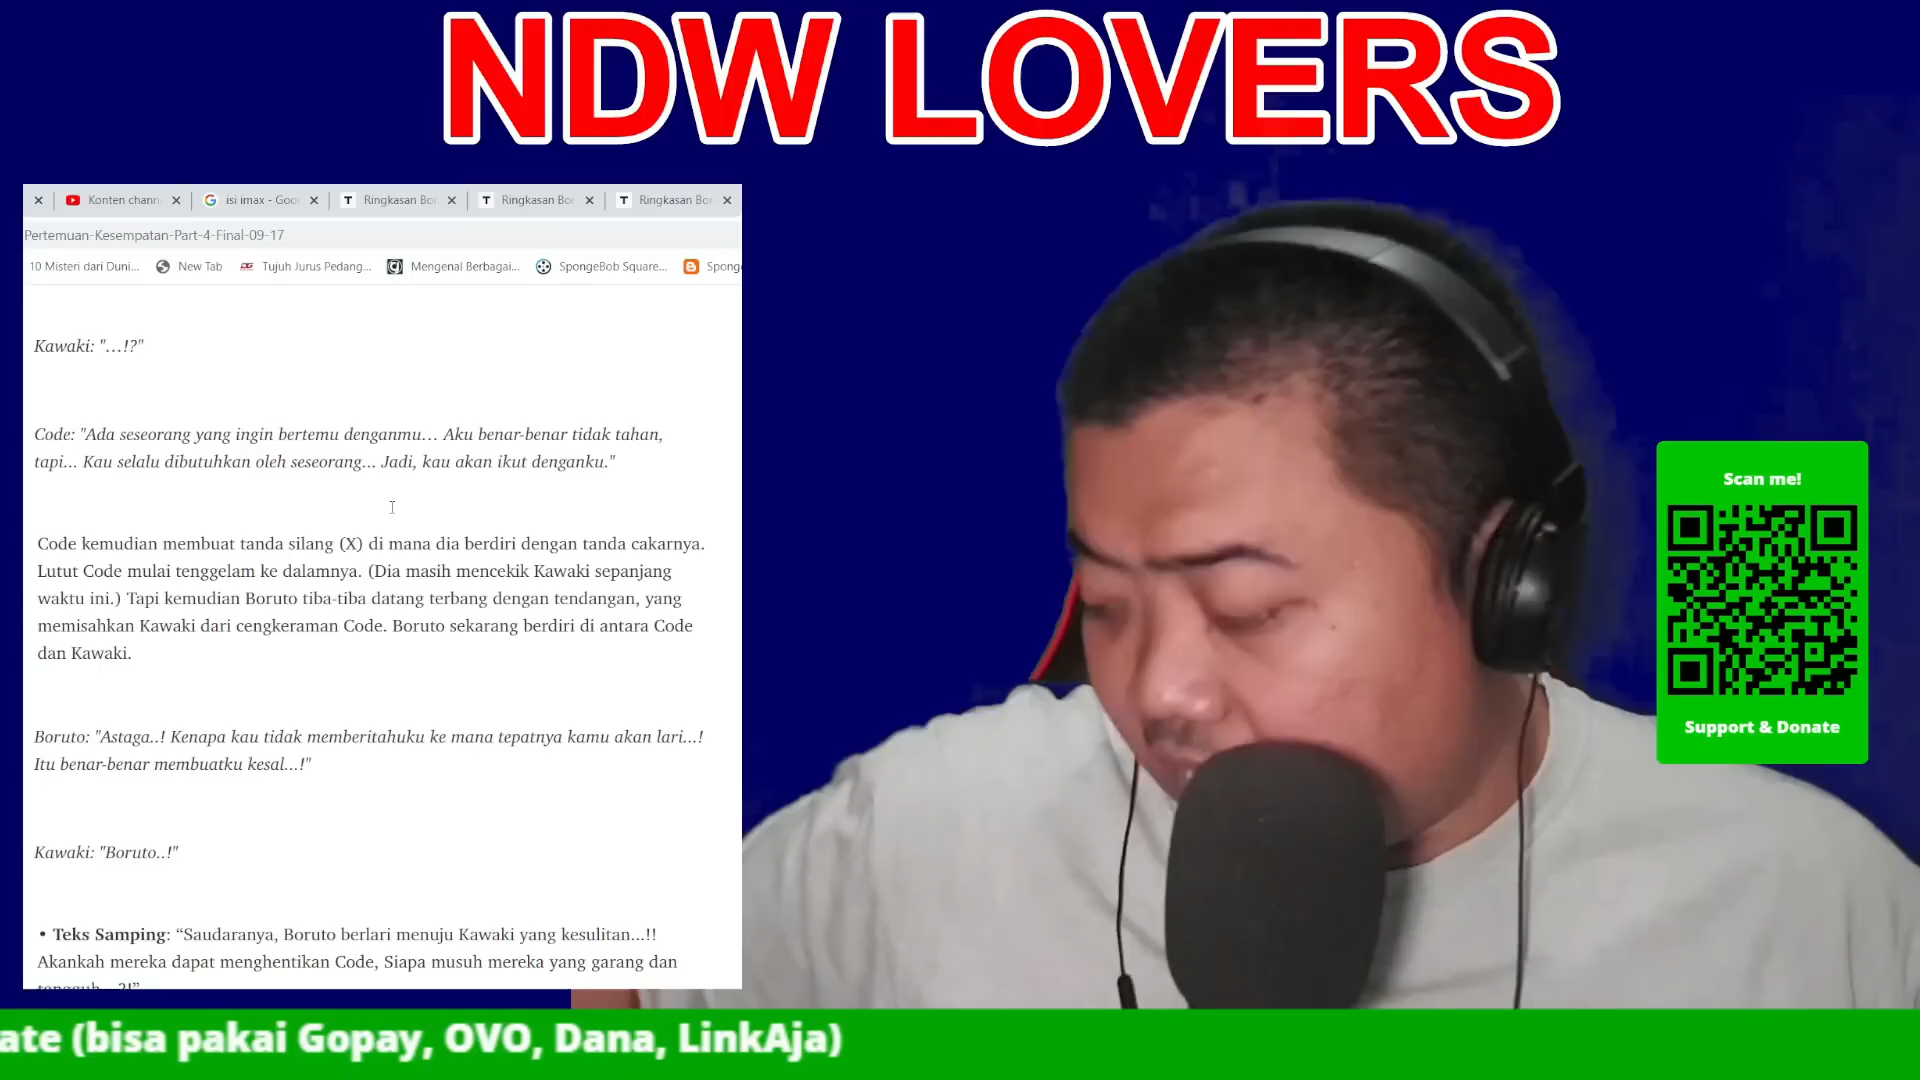 NDW LOVERS
Konten chann
isi imax - Goo
Ringkasan Bo
Ringkasan Bo
Ringkasan Bo
Pertemuan-Kesempatan-Part-4-Final-09-17
10 Misteri dari Duni... New Tab Tujuh Jurus Pedang... Mengenal Berbagai... SpongeBob Square... Spong
Kawaki: "...!?"
Code: "Ada seseorang yang ingin bertemu denganmu... Aku benar-benar tidak tahan,
tapi... Kau selalu dibutuhkan oleh seseorang... Jadi, kau akan ikut denganku."
Code kemudian membuat tanda silang (X) di mana dia berdiri dengan tanda cakarnya.
Lutut Code mulai tenggelam ke dalamnya. (Dia masih mencekik Kawaki sepanjang
waktu ini.) Tapi kemudian Boruto tiba-tiba datang terbang dengan tendangan, yang
memisahkan Kawaki dari cengkeraman Code. Boruto sekarang berdiri di antara Code
dan Kawaki.
Boruto: "Astaga..! Kenapa kau tidak memberitahuku ke mana tepatnya kamu akan lari...!
Itu benar-benar membuatku kesal...!"
Kawaki: "Boruto..!"
• Teks Samping: “Saudaranya, Boruto berlari menuju Kawaki yang kesulitan...!!
Akankah mereka dapat menghentikan Code, Siapa musuh mereka yang garang dan
Scan me!
Support & Donate
ate (bisa pakai Gopay, OVO, Dana, LinkAja)